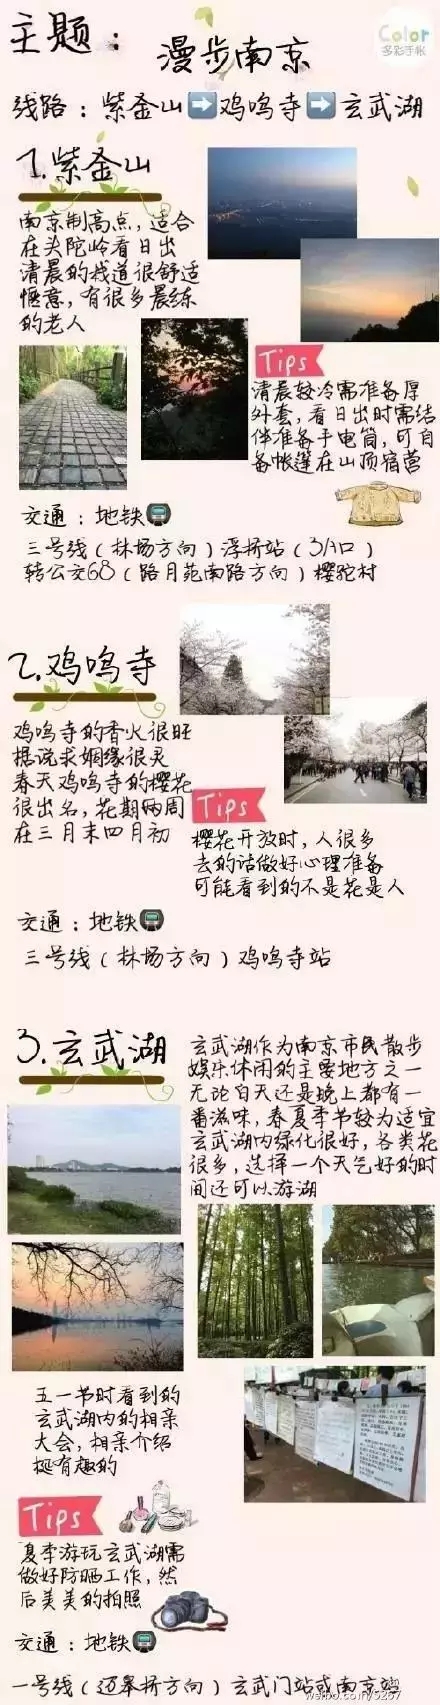 主题：
漫步南京
Color
多彩手帐
线路：紫金山➡鸡鸣寺➡玄武湖
1.紫金山
南京制高点，适合
在头陀岭看日出
清晨的栈道很舒适
惬意，有很多晨练
的老人
Tips
清晨较冷需准备厚
外套，看日出时需结
伴准备手电筒，可自
备帐篷在山顶宿营
交通：地铁
三号线（林场方向）浮桥站（3小口）
转公交68（路月苑南路方向）樱驼村
2.鸡鸣寺
鸡鸣寺的香火很旺
据说求姻缘很灵
春天鸡鸣寺的樱花
很出名，花期两周
在三月末四月初
Tips
樱花开放时，人很多
去的话做好心理准备
可能看到的不是花是人
交通：地铁
三号线（林场方向）鸡鸣寺站
3.玄武湖
玄武湖作为南京市民散步
娱乐休闲的主要地方之一
无论白天还是晚上都有一
番滋味，春夏季节较为适宜
玄武湖内绿化很好，各类花
很多，选择一个天气好的时
间还可以游湖
五一节时看到的
玄武湖内的相亲
大会，相亲介绍
挺有趣的
Tips
夏季游玩玄武湖需
做好防晒工作，然
后美美的拍照
交通：地铁
一号线（迈皋桥方向）玄武门站或南京站
weibo.com/